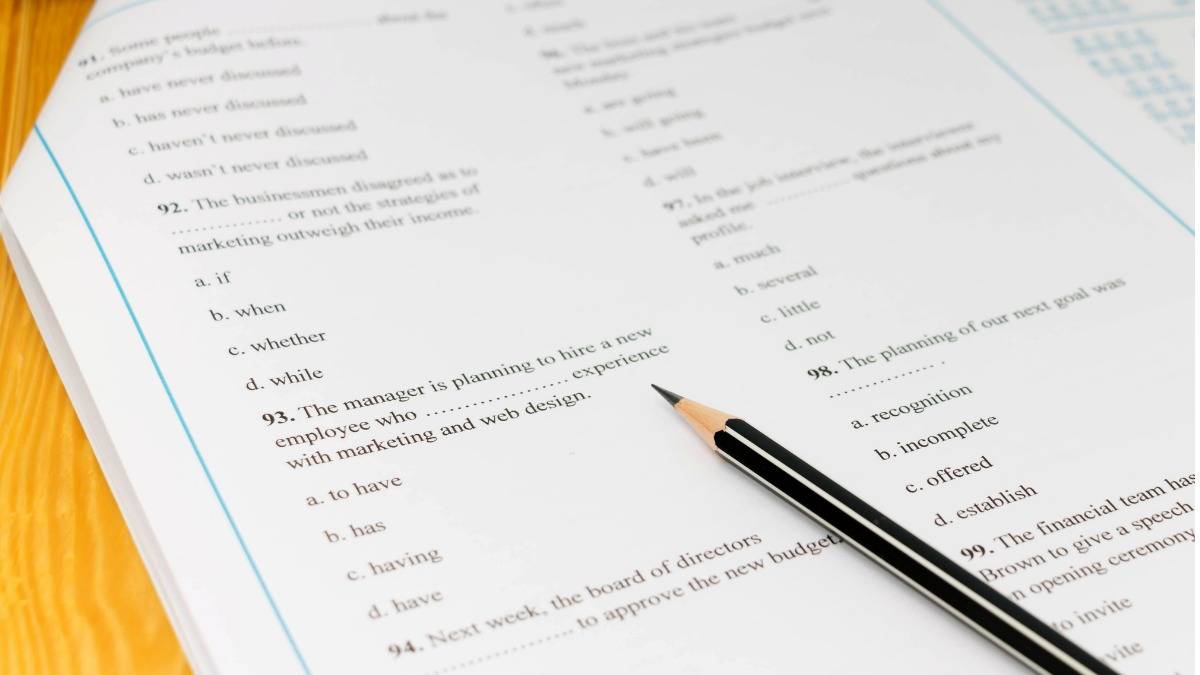 91. Some people .................... about the
company's budget before.
a. have never discussed
b. has never discussed
c. haven't never discussed
d. wasn't never discussed
92. The businessmen disagreed as to
................ or not the strategies of
marketing outweigh their income.
a. if
b. when
c. whether
d. while
93. The manager is planning to hire a new
employee who .................... experience
with marketing and web design.
a. to have
b. has
c. having
d. have
94. Next week, the board of directors
.................... to approve the new budget.
d. much
96. The boss and his team
new marketing strategies budget next
Monday.
a. are going
b. will going
c. have been
d. will
97. In the job interview, the interviewer
asked me ................ questions about my
profile.
a. much
b. several
c. little
d. not
98. The planning of our next goal was
................ .
a. recognition
b. incomplete
c. offered
d. establish
99. The financial team has
Brown to give a speech
n opening ceremony
to invite
vite